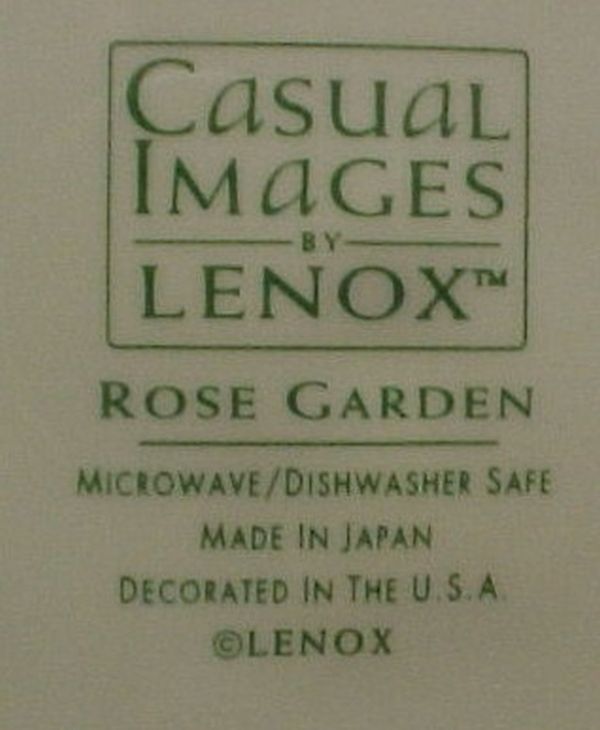 Casual
Images
BY
LENOX™
ROSE GARDEN
MICROWAVE/DISHWASHER SAFE
MADE IN JAPAN
DECORATED IN THE U.S.A.
©LENOX